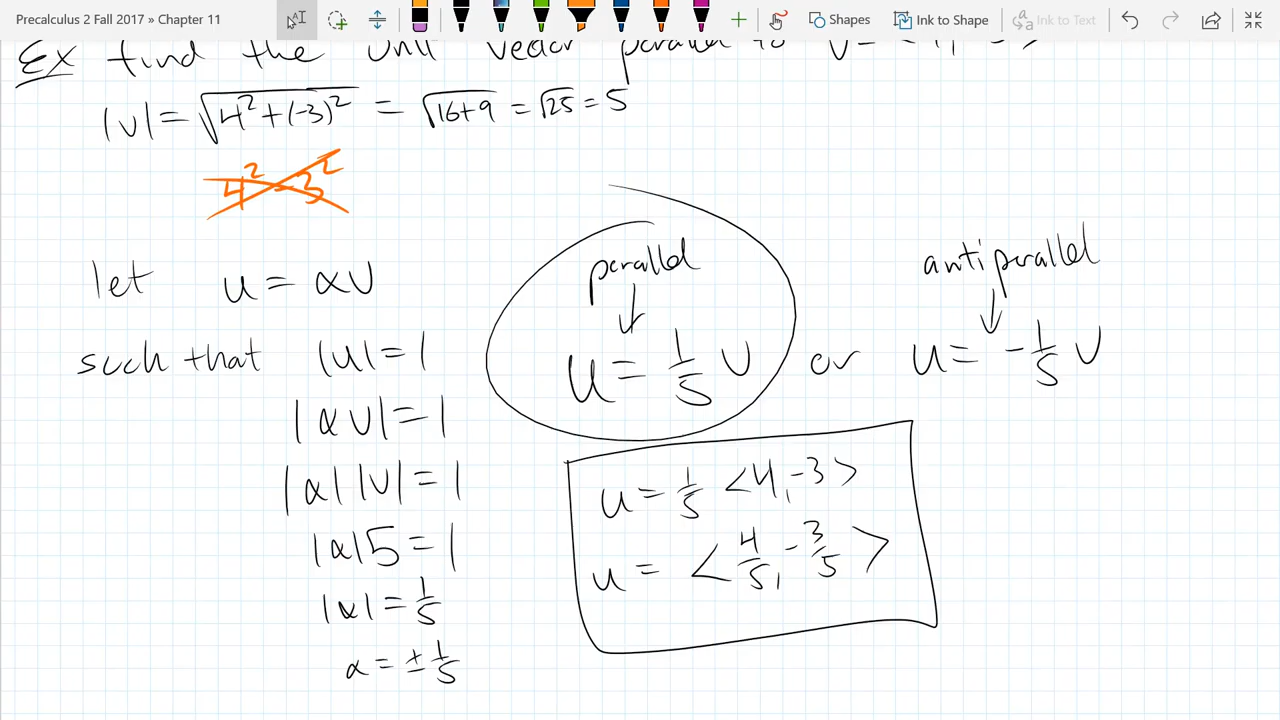 Precalculus 2 Fall 2017 » Chapter 11
Shapes
Ink to Shape
Ink to Text
Ex find the unit vector parallel to v=
|v| = √(4² + (-3)²) = √(16+9) = √25 = 5
4² - 3²
let u = αv
such that |u| = 1
|αv| = 1
|α||v| = 1
|α|5 = 1
|α| = 1/5
α = ± 1/5
parallel
↓
u = 1/5 v or
antiparallel
↓
u = - 1/5 v
u = 1/5 <4, -3>
u = <4/5, -3/5>